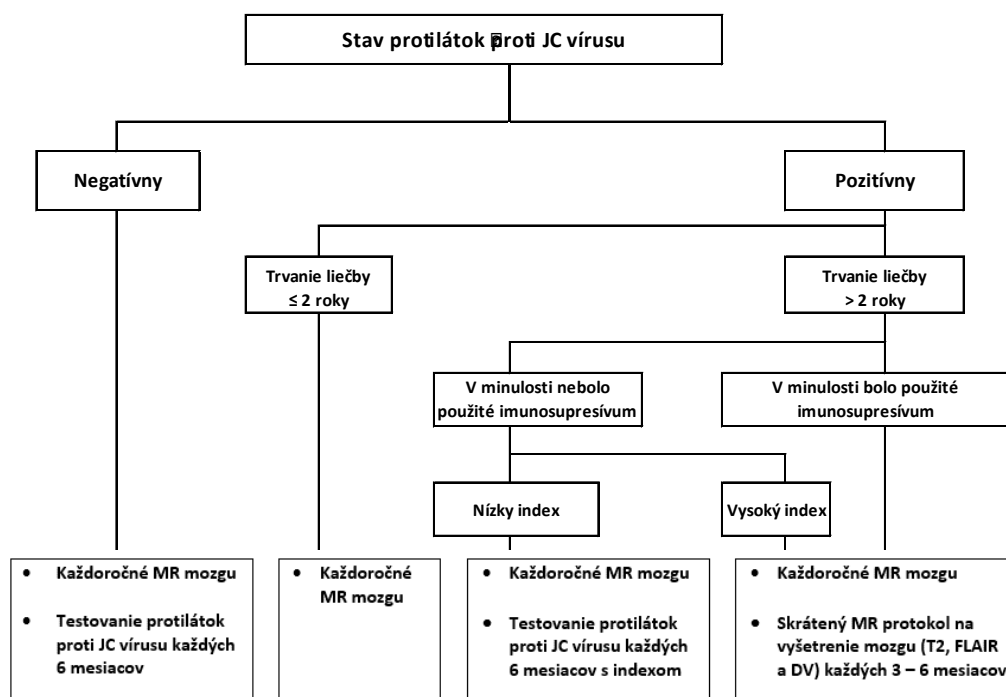 Stav protilátok proti JC vírusu
Negatívny
Pozitívny
Trvanie liečby
≤ 2 roky
Trvanie liečby
> 2 roky
V minulosti nebolo
použité imunosupresívum
V minulosti bolo použité
imunosupresívum
Nízky index
Vysoký index
• Každoročné MR mozgu
• Testovanie protilátok
proti JC vírusu každých
6 mesiacov
• Každoročné
MR mozgu
• Každoročné MR mozgu
• Testovanie protilátok
proti JC vírusu každých
6 mesiacov s indexom
• Každoročné MR mozgu
• Skrátený MR protokol na
vyšetrenie mozgu (T2, FLAIR
a DV) každých 3 – 6 mesiacov